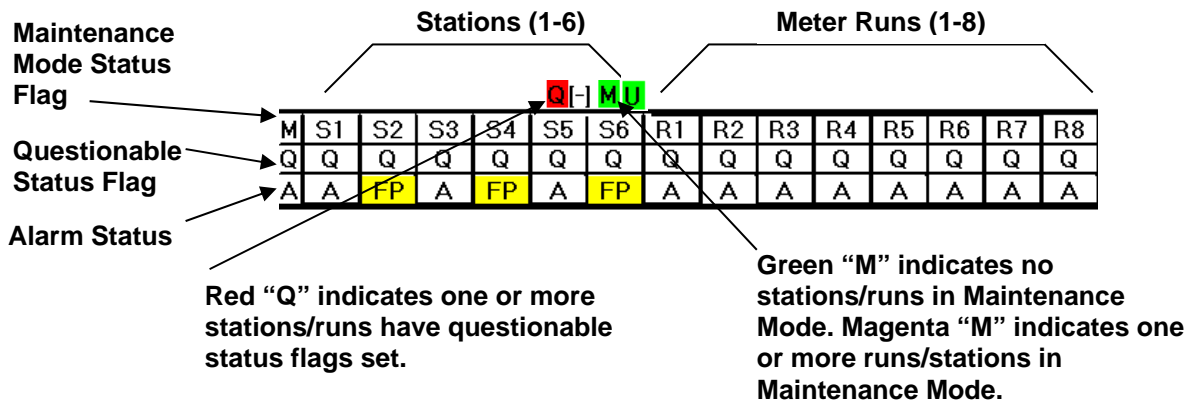 Stations (1-6)
Meter Runs (1-8)
Maintenance
Mode Status
Flag
Q [-] M U
M S1 S2 S3 S4 S5 S6 R1 R2 R3 R4 R5 R6 R7 R8
Questionable
Status Flag
Q Q Q Q Q Q Q Q Q Q Q Q Q Q Q
A A FP A FP A FP A A A A A A A A
Alarm Status
Red “Q” indicates one or more
stations/runs have questionable
status flags set.
Green “M” indicates no
stations/runs in Maintenance
Mode. Magenta “M” indicates one
or more runs/stations in
Maintenance Mode.